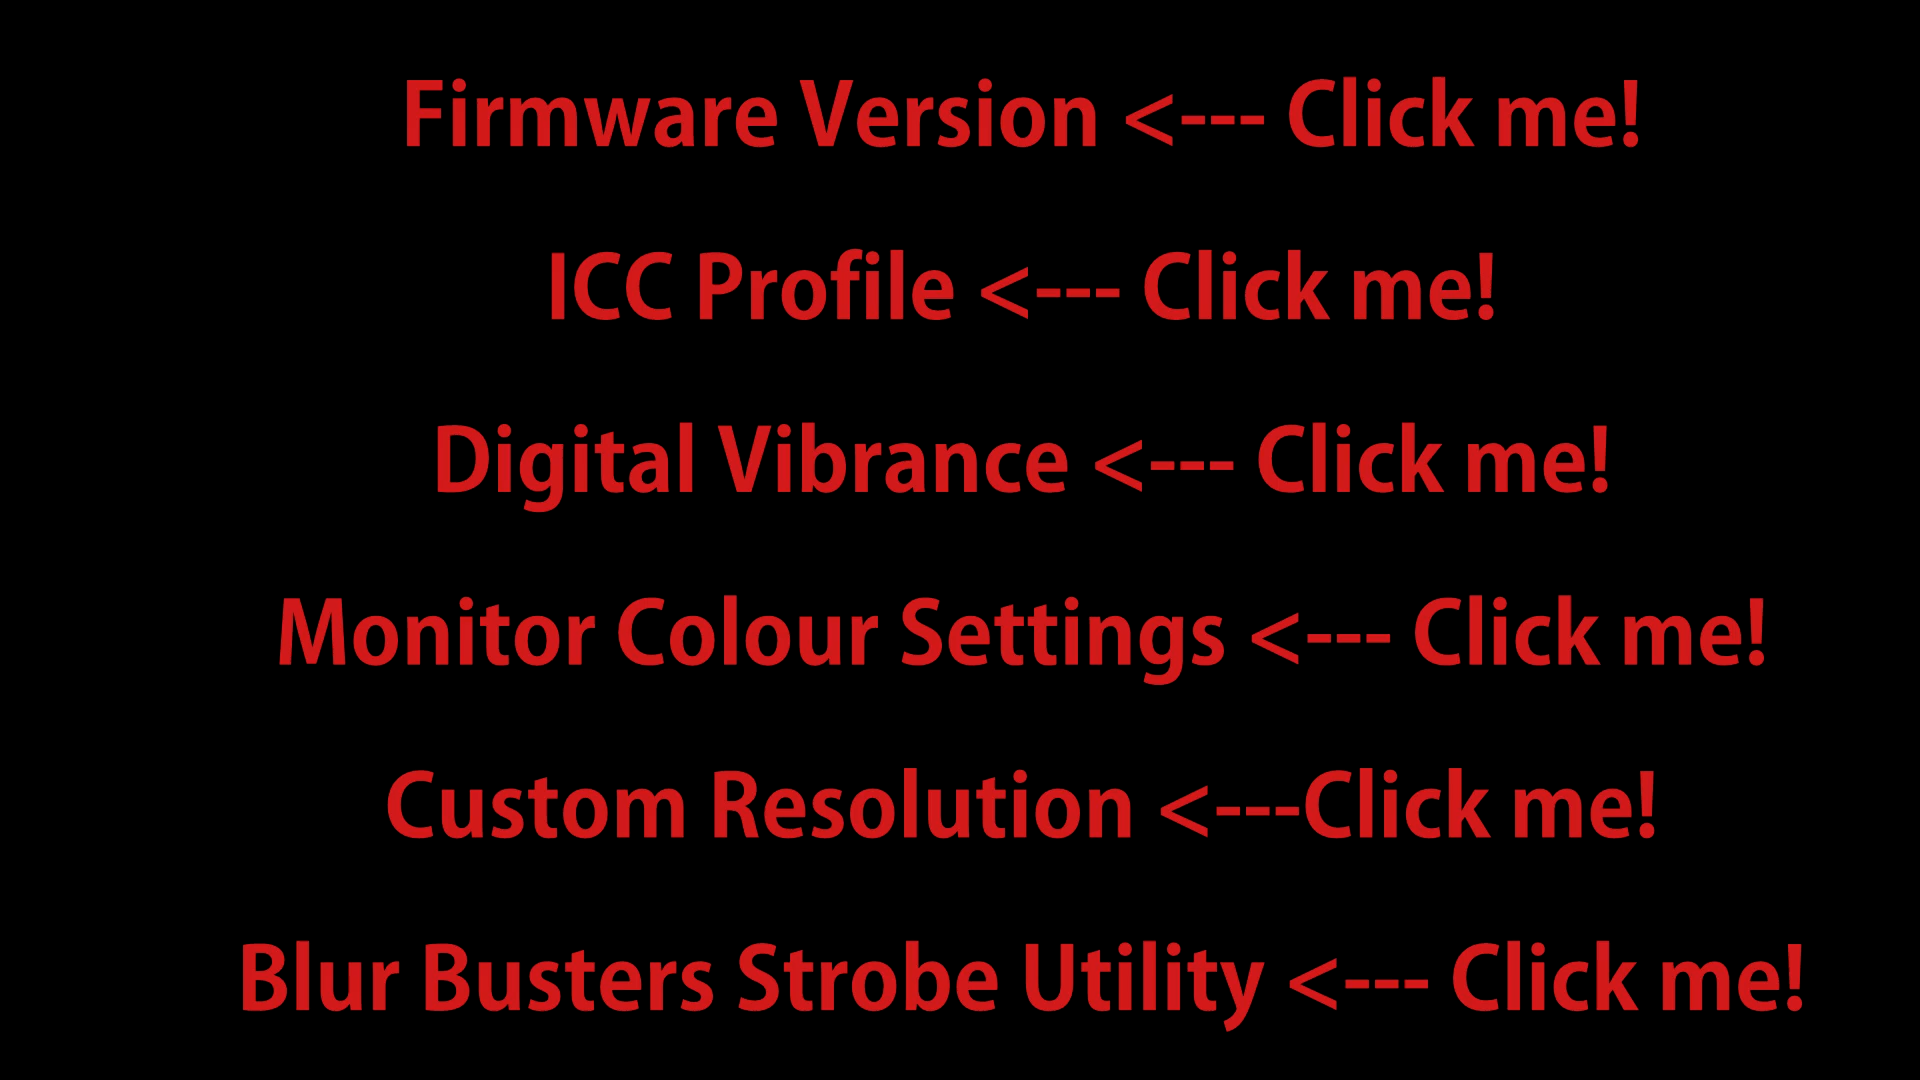 Firmware Version <--- Click me!
ICC Profile <--- Click me!
Digital Vibrance <--- Click me!
Monitor Colour Settings <--- Click me!
Custom Resolution <---Click me!
Blur Busters Strobe Utility <--- Click me!